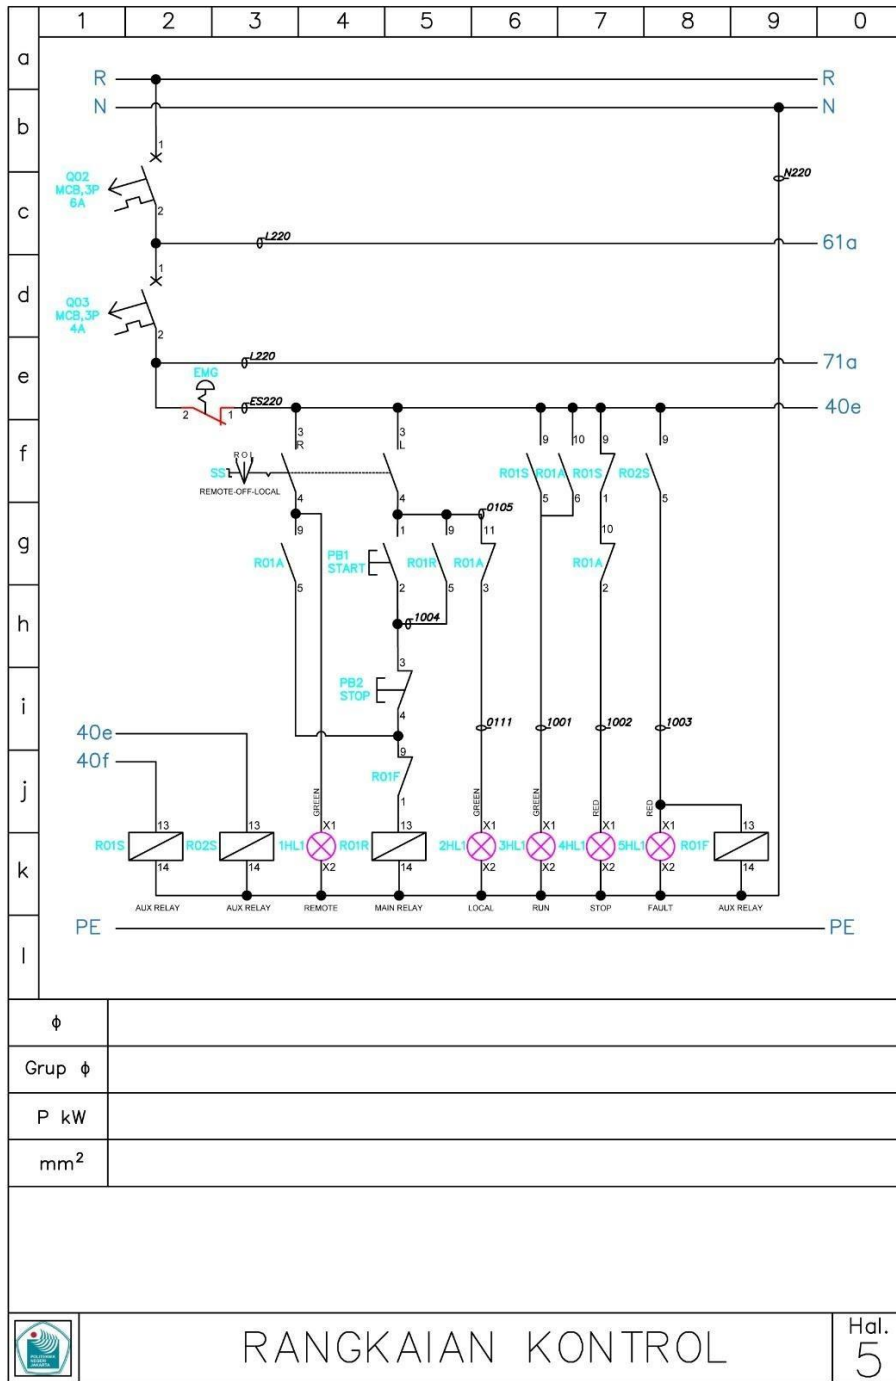 1 2 3 4 5 6 7 8 9 0
a
R R
N N
b
1
N220
Q02
MCB,3P
6A
2
c
L220 61a
1
d
Q03
MCB,3P
4A
2
L220 71a
e
EMG
2 1 ES220 40e
3 3 9 10 9 9
R L
f
R O L
SS
R01S R01A R01S R02S
REMOTE-OFF-LOCAL
4 4 5 6 1 5
0105
g
9 1 9 11 10
R01A PB1 START R01R R01A R01A
5 2 5 3 2
h
1004
3
PB2
STOP
i
4
0111 1001 1002 1003
40e
9
40f
R01F
j
1
GREEN GREEN GREEN RED RED
13 13 X1 13 X1 X1 X1 X1 13
k
R01S R02S 1HL1 R01R 2HL1 3HL1 4HL1 5HL1 R01F
14 14 X2 14 X2 X2 X2 X2 14
AUX RELAY AUX RELAY REMOTE MAIN RELAY LOCAL RUN STOP FAULT AUX RELAY
PE PE
l
ϕ
Grup ϕ
P kW
mm²
POLITEKNIK
NEGERI
JAKARTA
RANGKAIAN KONTROL
Hal.
5